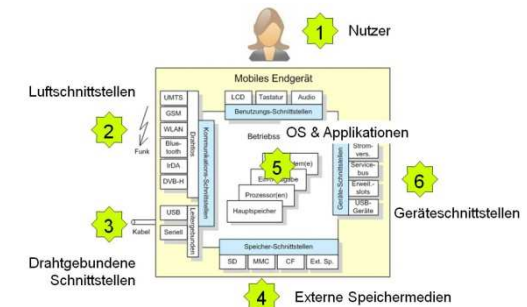 1 Nutzer
Mobiles Endgerät
Luftschnittstellen
2
Funk
UMTS
GSM
WLAN
Blue-
tooth
IrDA
DVB-H
Drahtlos
Kommunikations-Schnittstellen
LCD Tastatur Audio
Benutzungs-Schnittstellen
OS & Applikationen
5
Prozessor(en)
Hauptspeicher
Geräte-Schnittstellen
Strom-
vers.
Service-
bus
Erweit.-
slots
USB-
Geräte
6
Geräteschnittstellen
3
Kabel
USB
Seriell
Leitergebunden
Drahtgebundene
Schnittstellen
Speicher-Schnittstellen
SD MMC CF Ext. Sp.
4 Externe Speichermedien